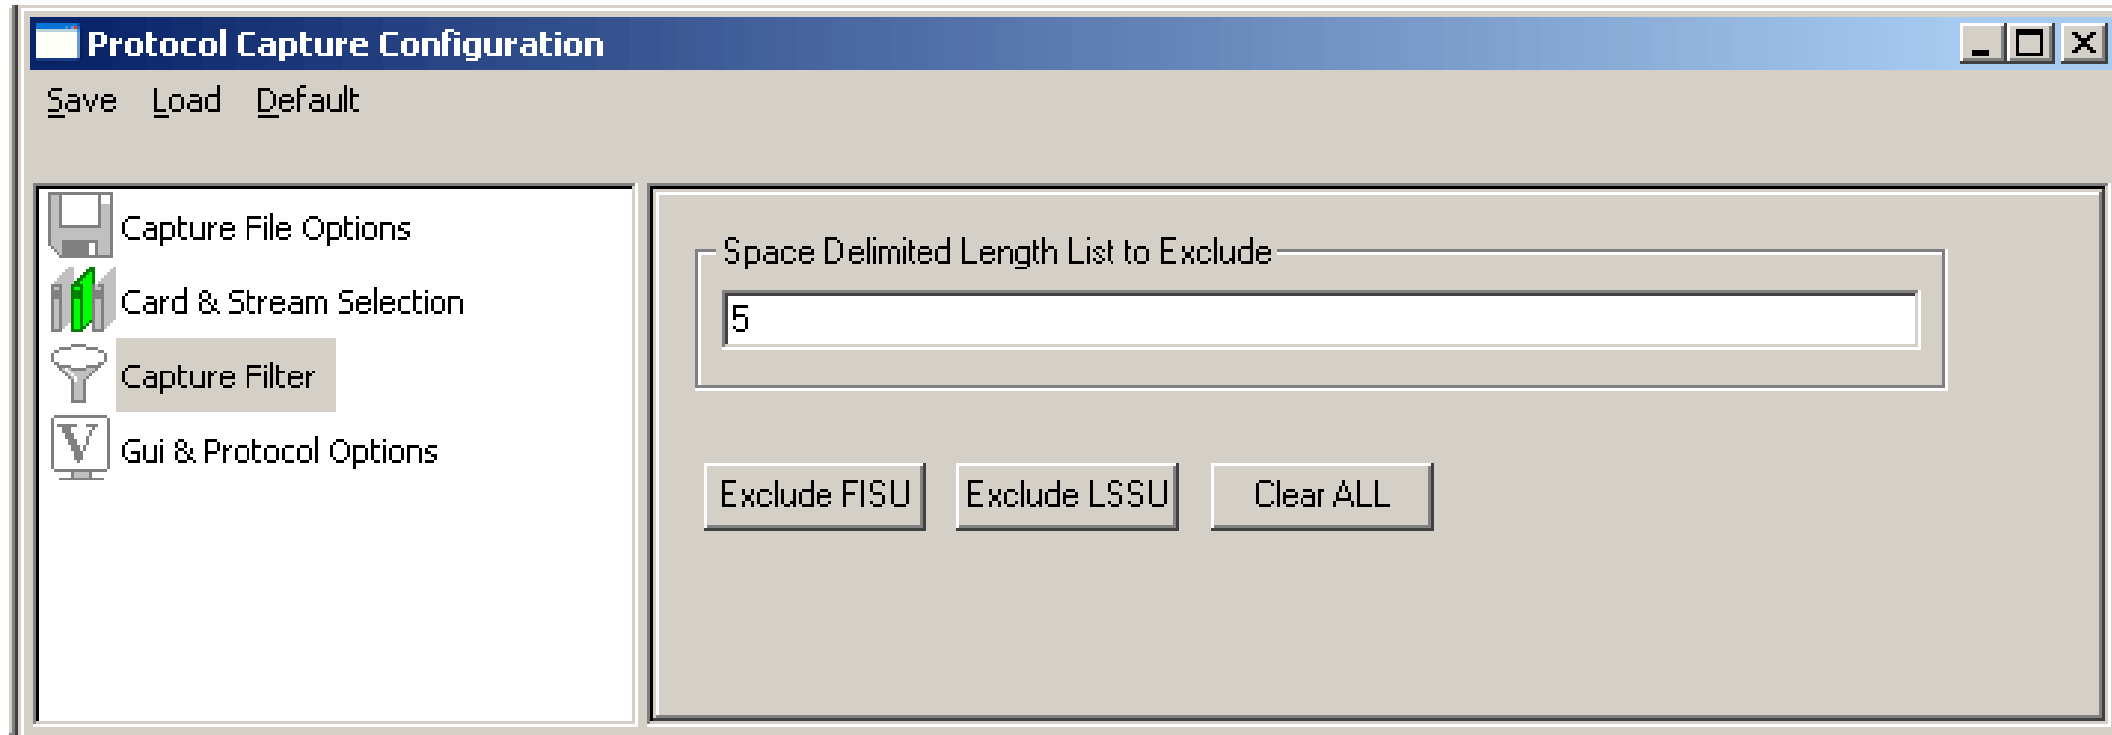 Protocol Capture Configuration
Save Load Default
Capture File Options
Card & Stream Selection
Capture Filter
V
Gui & Protocol Options
Space Delimited Length List to Exclude
5
Exclude FISU Exclude LSSU Clear ALL